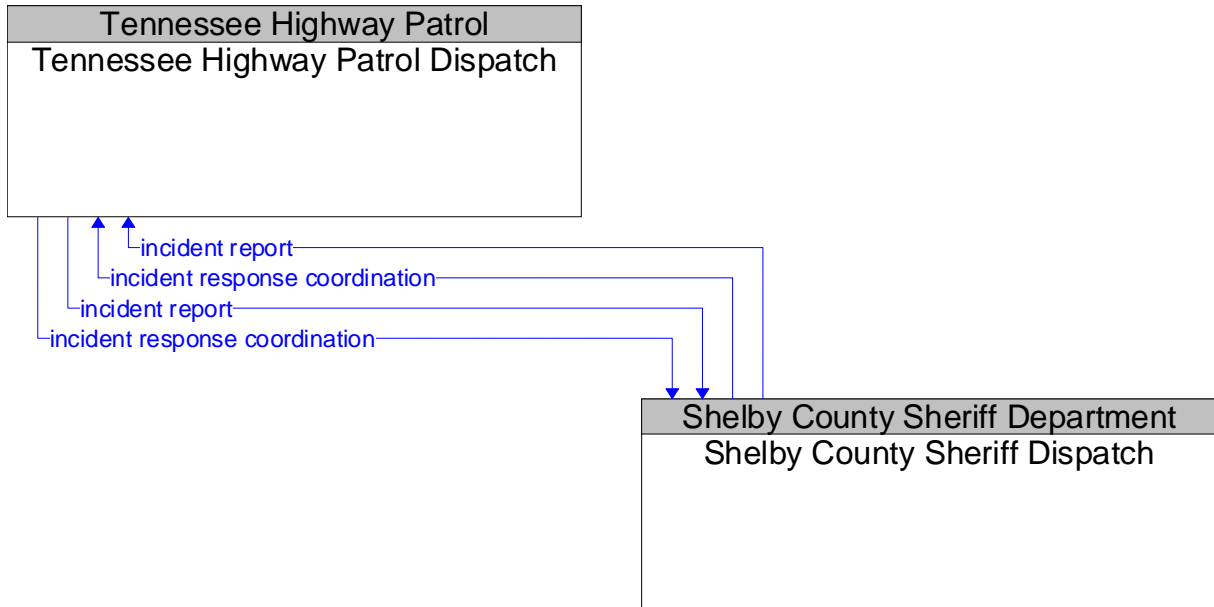 Tennessee Highway Patrol
Tennessee Highway Patrol Dispatch
incident report
incident response coordination
incident report
incident response coordination
Shelby County Sheriff Department
Shelby County Sheriff Dispatch